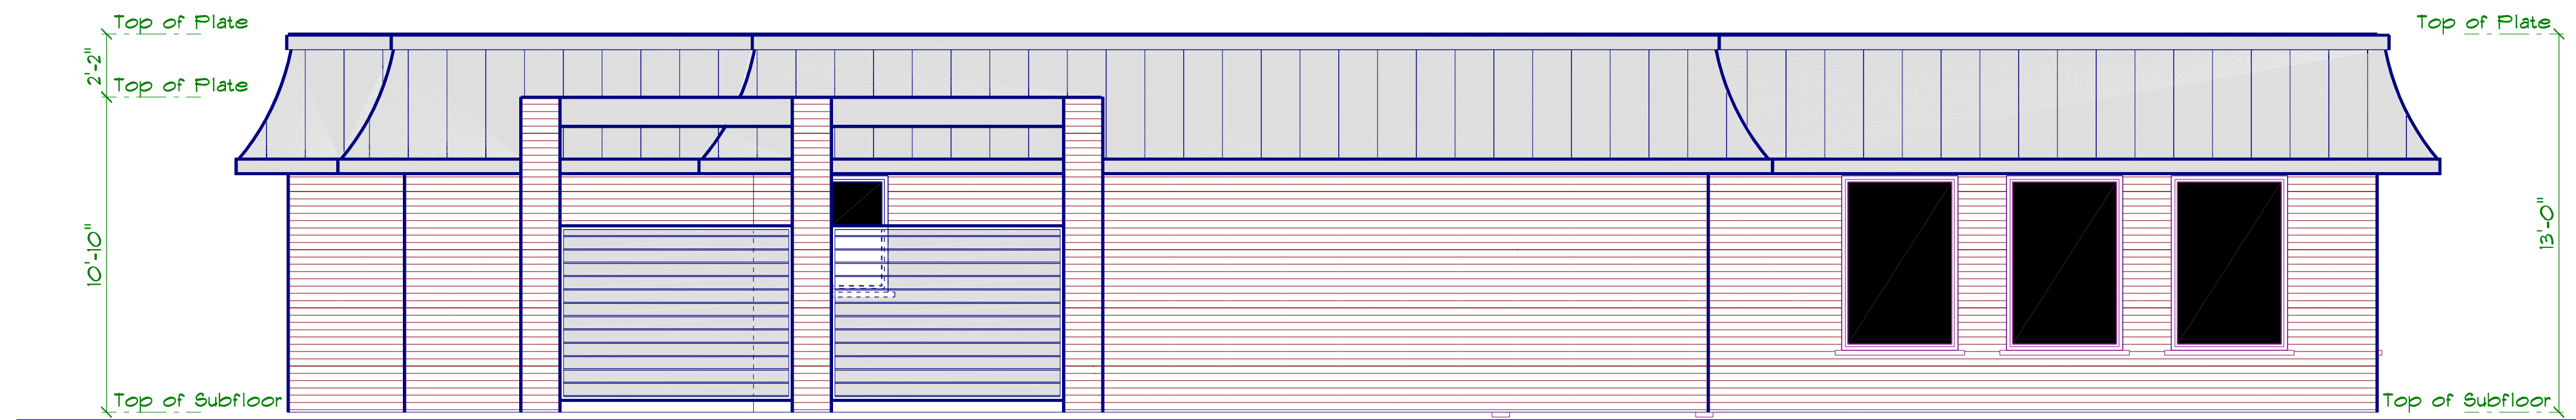 Top of Plate
Top of Plate
2'-2"
Top of Plate
10'-10"
13'-0"
Top of Subfloor
Top of Subfloor